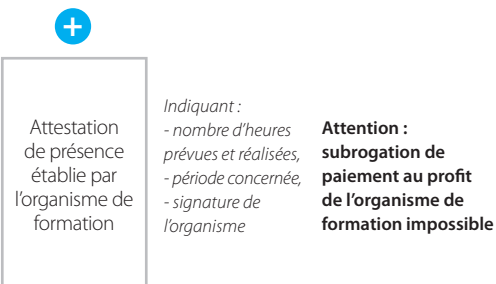 Attestation
de présence
établie par
l'organisme de
formation
Indiquant :
- nombre d'heures
prévues et réalisées,
- période concernée,
- signature de
l'organisme
Attention :
subrogation de
paiement au profit
de l'organisme de
formation impossible